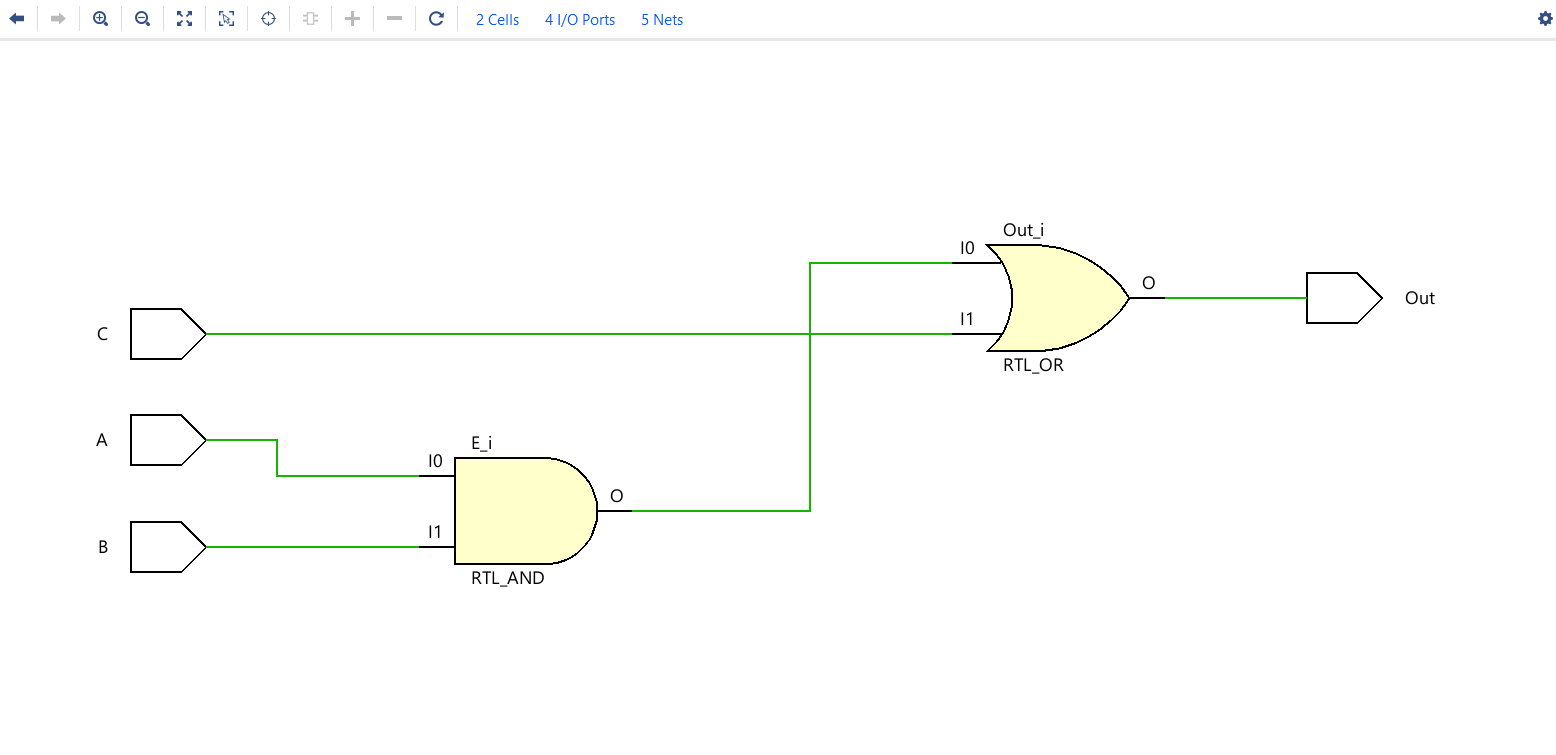 2 Cells 4 I/O Ports 5 Nets
Out_i
I0
O
Out
I1
C
RTL_OR
A
E_i
I0
O
I1
B
RTL_AND